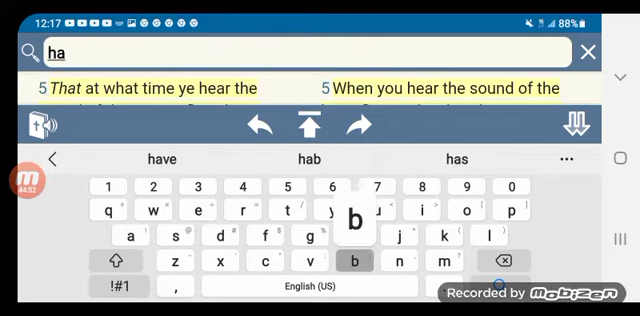 12:17 88%
ha
5 That at what time ye hear the
5 When you hear the sound of the
have hab has ...
1 2 3 4 5 6 7 8 9 0
q w e r t y u i o p
b
a s d f g j k l
z x c v b n m
!#1 , English (US) .
44:52
Recorded by mobizen